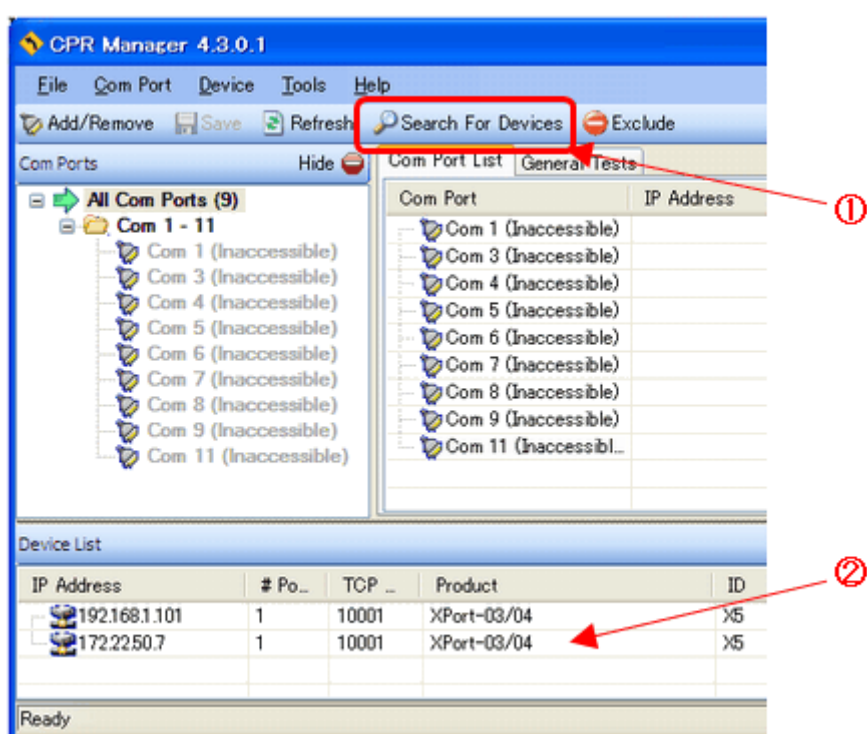 CPR Manager 4.3.0.1
File Com Port Device Tools Help
Add/Remove Save Refresh Search For Devices Exclude
Com Ports Hide
All Com Ports (9)
Com 1 - 11
Com 1 (Inaccessible)
Com 3 (Inaccessible)
Com 4 (Inaccessible)
Com 5 (Inaccessible)
Com 6 (Inaccessible)
Com 7 (Inaccessible)
Com 8 (Inaccessible)
Com 9 (Inaccessible)
Com 11 (Inaccessible)
Com Port List General Tests
Com Port IP Address
Com 1 (Inaccessible)
Com 3 (Inaccessible)
Com 4 (Inaccessible)
Com 5 (Inaccessible)
Com 6 (Inaccessible)
Com 7 (Inaccessible)
Com 8 (Inaccessible)
Com 9 (Inaccessible)
Com 11 (Inaccessibl...
①
Device List
IP Address # Po... TCP ... Product ID
192.168.1.101 1 10001 XPort-03/04 X5
172.22.50.7 1 10001 XPort-03/04 X5
②
Ready